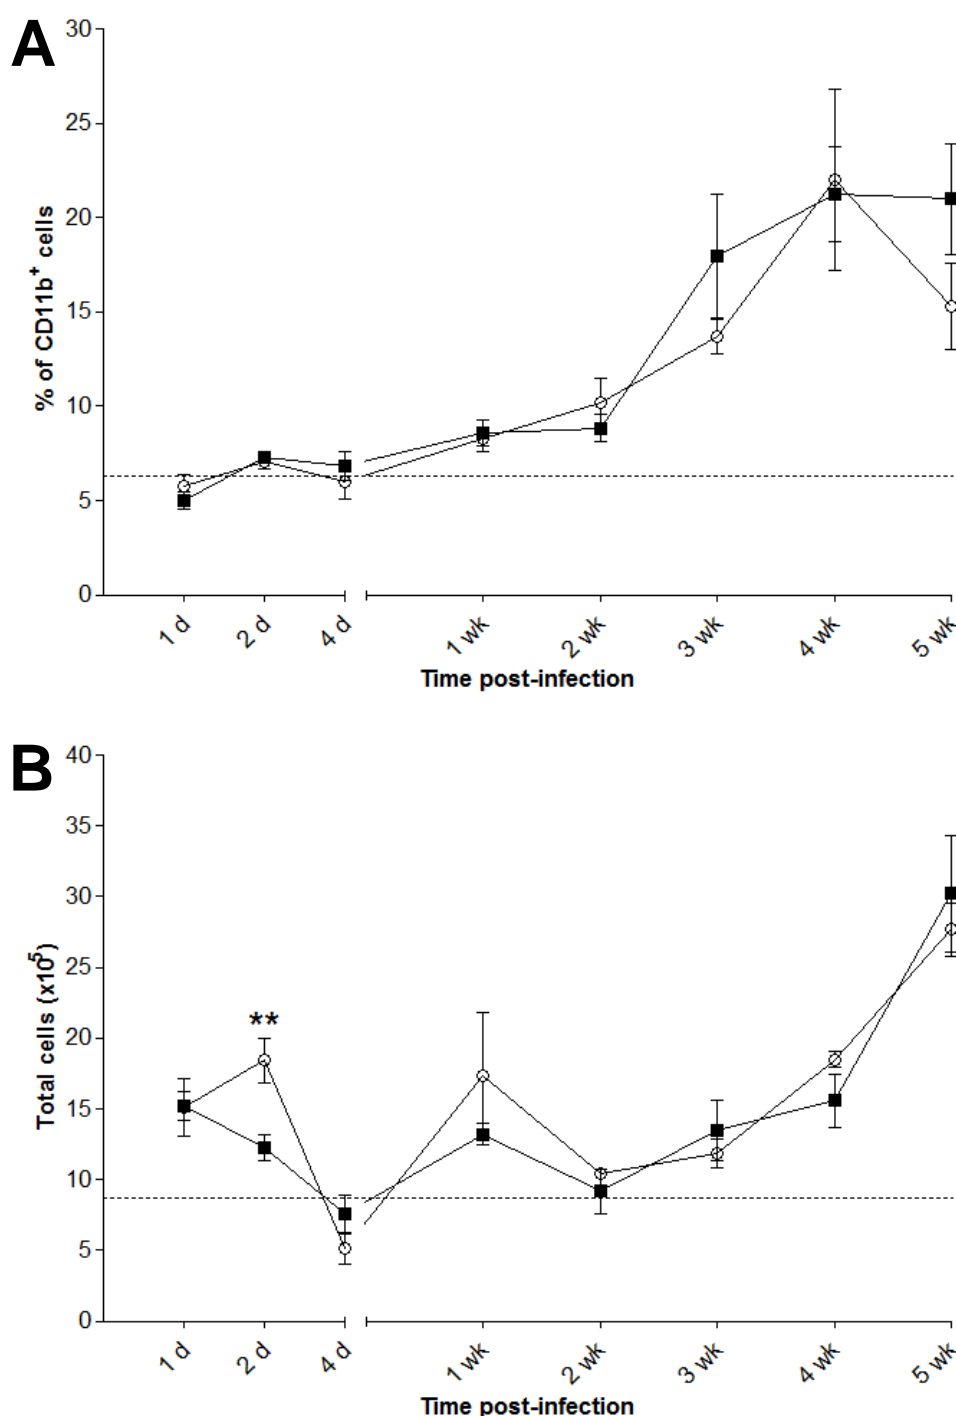 A
30
25
20
15
10
5
0
% of CD11b⁺ cells
1 d
2 d
4 d
1 wk
2 wk
3 wk
4 wk
5 wk
Time post-infection
B
40
35
30
25
20
15
10
5
0
Total cells (x10⁵)
**
1 d
2 d
4 d
1 wk
2 wk
3 wk
4 wk
5 wk
Time post-infection